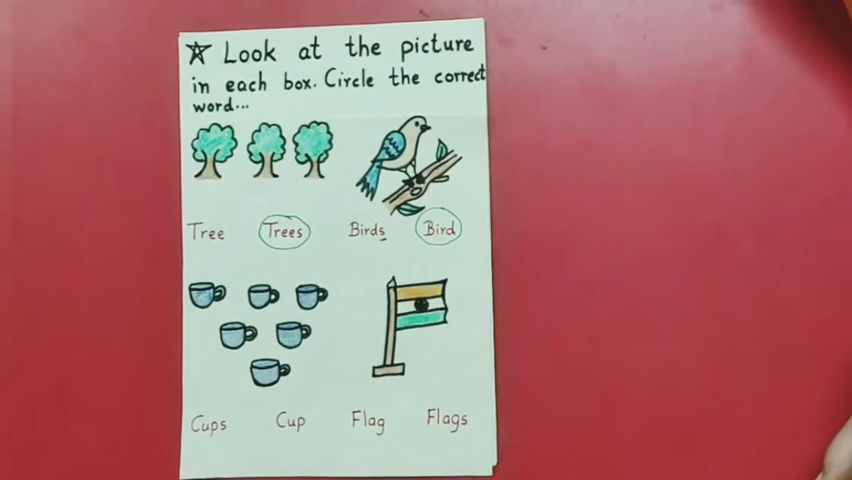 Look at the picture
in each box. Circle the correct
word...
Tree Trees Birds Bird
Cups Cup Flag Flags